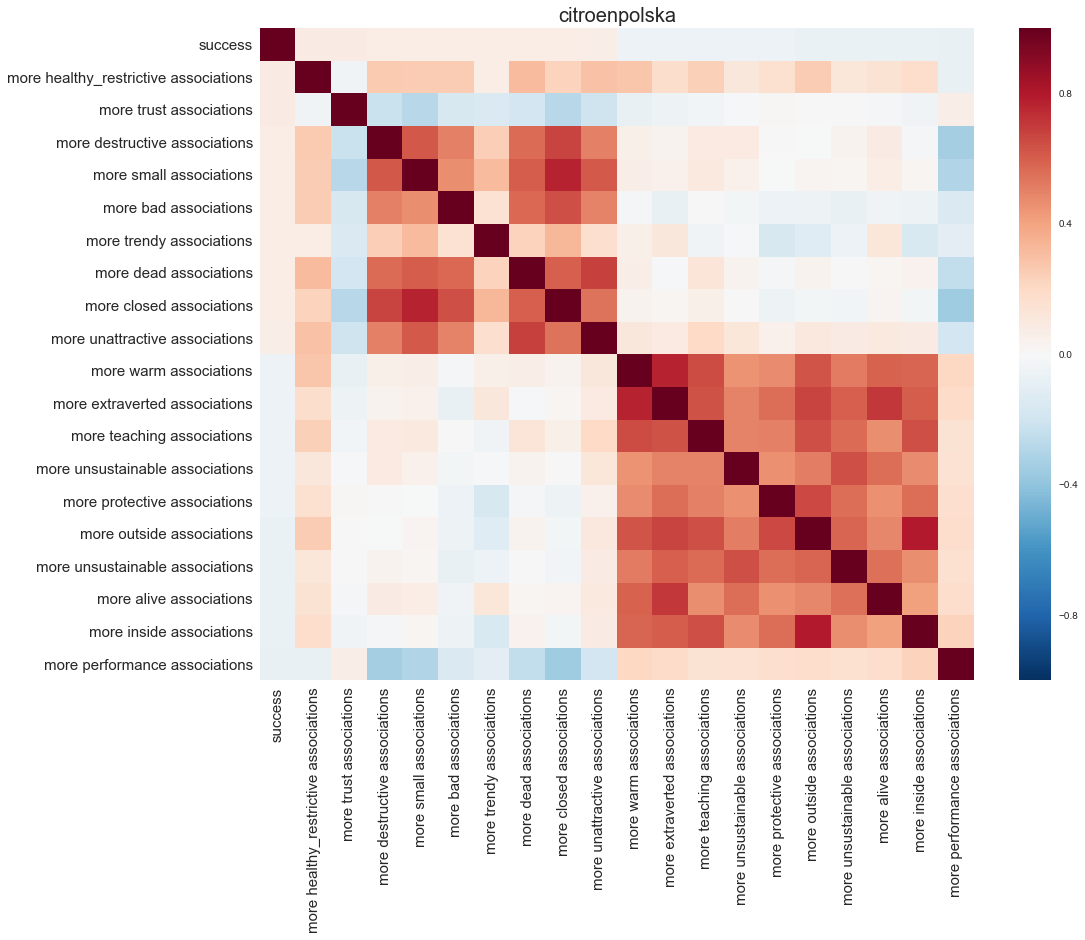 citroenpolska
success
more healthy_restrictive associations
more trust associations
more destructive associations
more small associations
more bad associations
more trendy associations
more dead associations
more closed associations
more unattractive associations
more warm associations
more extraverted associations
more teaching associations
more unsustainable associations
more protective associations
more outside associations
more unsustainable associations
more alive associations
more inside associations
more performance associations
0.8
0.4
0.0
−0.4
−0.8
success
more healthy_restrictive associations
more trust associations
more destructive associations
more small associations
more bad associations
more trendy associations
more dead associations
more closed associations
more unattractive associations
more warm associations
more extraverted associations
more teaching associations
more unsustainable associations
more protective associations
more outside associations
more unsustainable associations
more alive associations
more inside associations
more performance associations